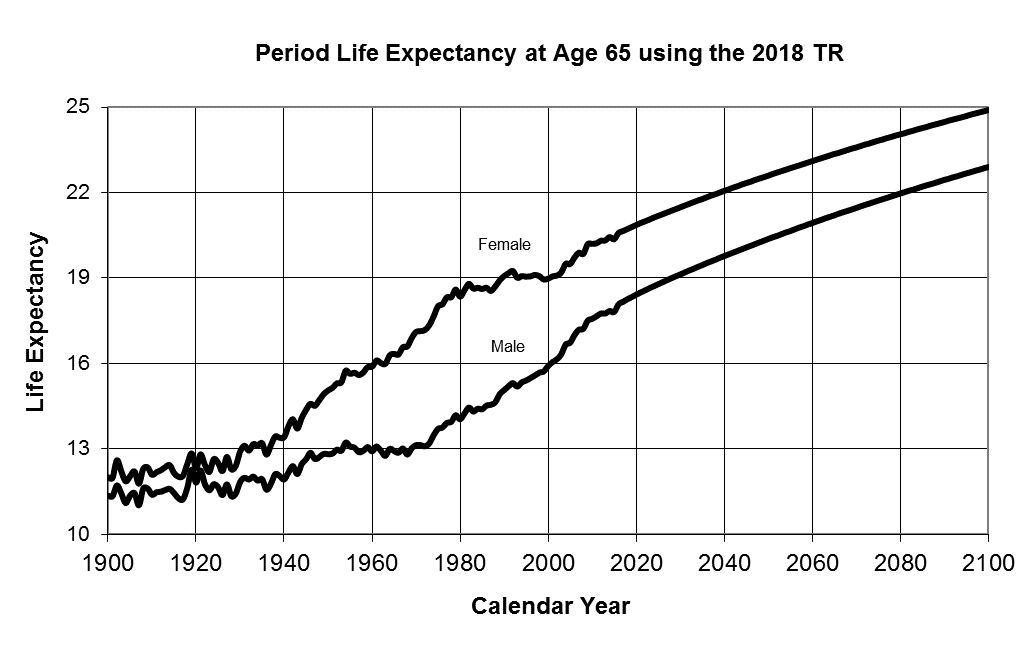 Period Life Expectancy at Age 65 using the 2018 TR
25
22
19
16
13
10
Life Expectancy
Female
Male
1900 1920 1940 1960 1980 2000 2020 2040 2060 2080 2100
Calendar Year